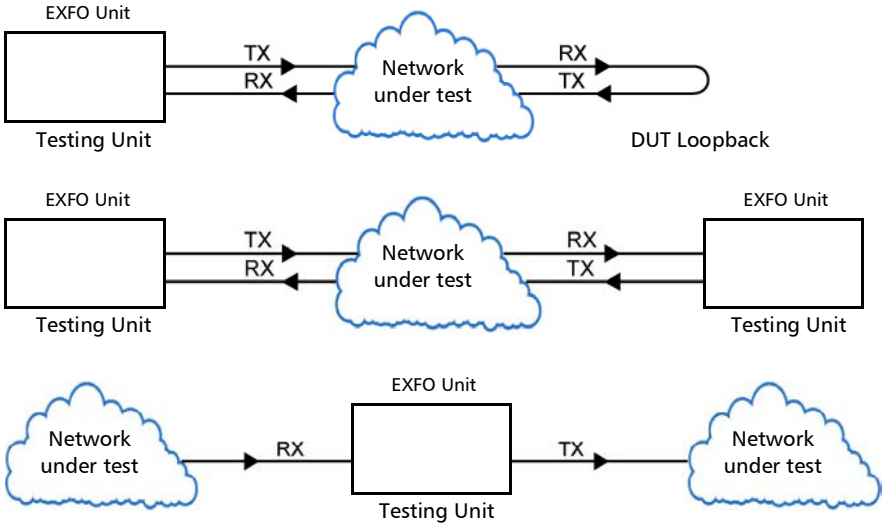 EXFO Unit
TX
RX
Network
under test
RX
TX
Testing Unit
DUT Loopback
EXFO Unit
EXFO Unit
TX
RX
Network
under test
RX
TX
Testing Unit
Testing Unit
EXFO Unit
Network
under test
RX
TX
Network
under test
Testing Unit